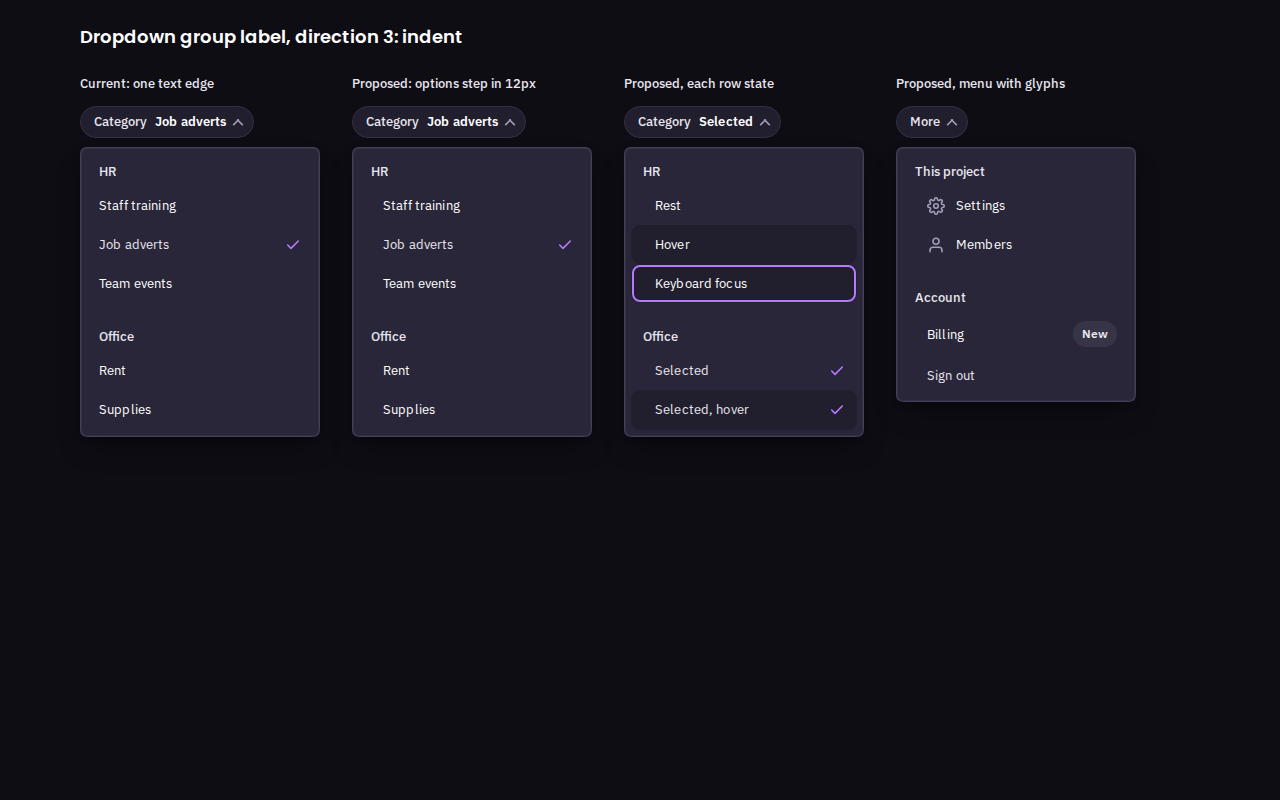 Dropdown group label, direction 3: indent
Current: one text edge
Category Job adverts
HR
Staff training
Job adverts
Team events
Office
Rent
Supplies
Proposed: options step in 12px
Category Job adverts
HR
Staff training
Job adverts
Team events
Office
Rent
Supplies
Proposed, each row state
Category Selected
HR
Rest
Hover
Keyboard focus
Office
Selected
Selected, hover
Proposed, menu with glyphs
More
This project
Settings
Members
Account
Billing New
Sign out